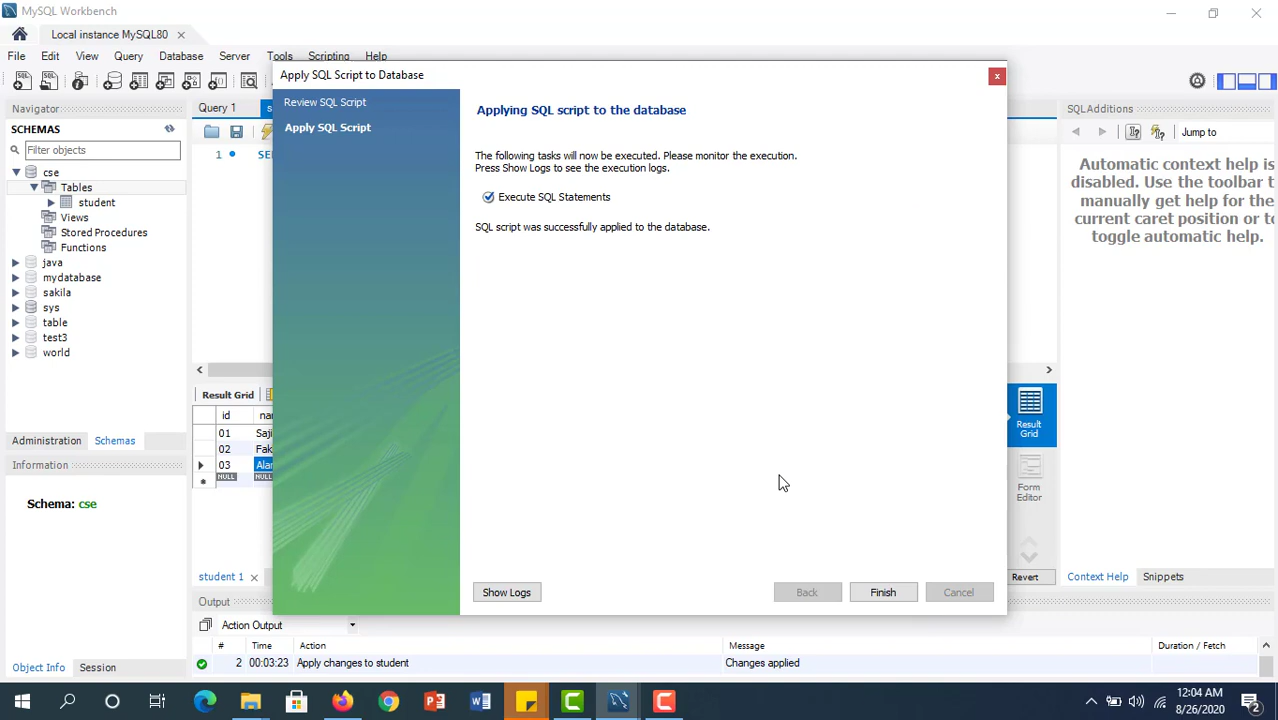 MySQL Workbench
Local instance MySQL80
File Edit View Query Database Server Tools Scripting Help
Apply SQL Script to Database
Navigator
SCHEMAS
Filter objects
cse
Tables
student
Views
Stored Procedures
Functions
java
mydatabase
sakila
sys
table
test3
world
Administration Schemas
Information
Schema: cse
Object Info Session
Query 1
1
Review SQL Script
Apply SQL Script
Applying SQL script to the database
The following tasks will now be executed. Please monitor the execution.
Press Show Logs to see the execution logs.
Execute SQL Statements
SQL script was successfully applied to the database.
Show Logs Back Finish Cancel
Result Grid
id
01
02
03
NULL NULL
student 1
Result
Grid
Form
Editor
Revert
SQLAdditions
Jump to
Automatic context help is
disabled. Use the toolbar
manually get help for the
current caret position or to
toggle automatic help.
Context Help Snippets
Output
Action Output
# Time Action Message Duration / Fetch
2 00:03:23 Apply changes to student Changes applied
12:04 AM
8/26/2020
2